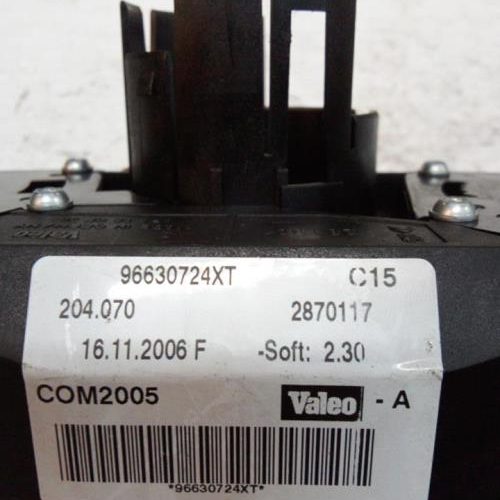 96630724XT C15
204.070 2870117
16.11.2006 F -Soft: 2.30
COM2005 Valeo - A
*96630724XT*